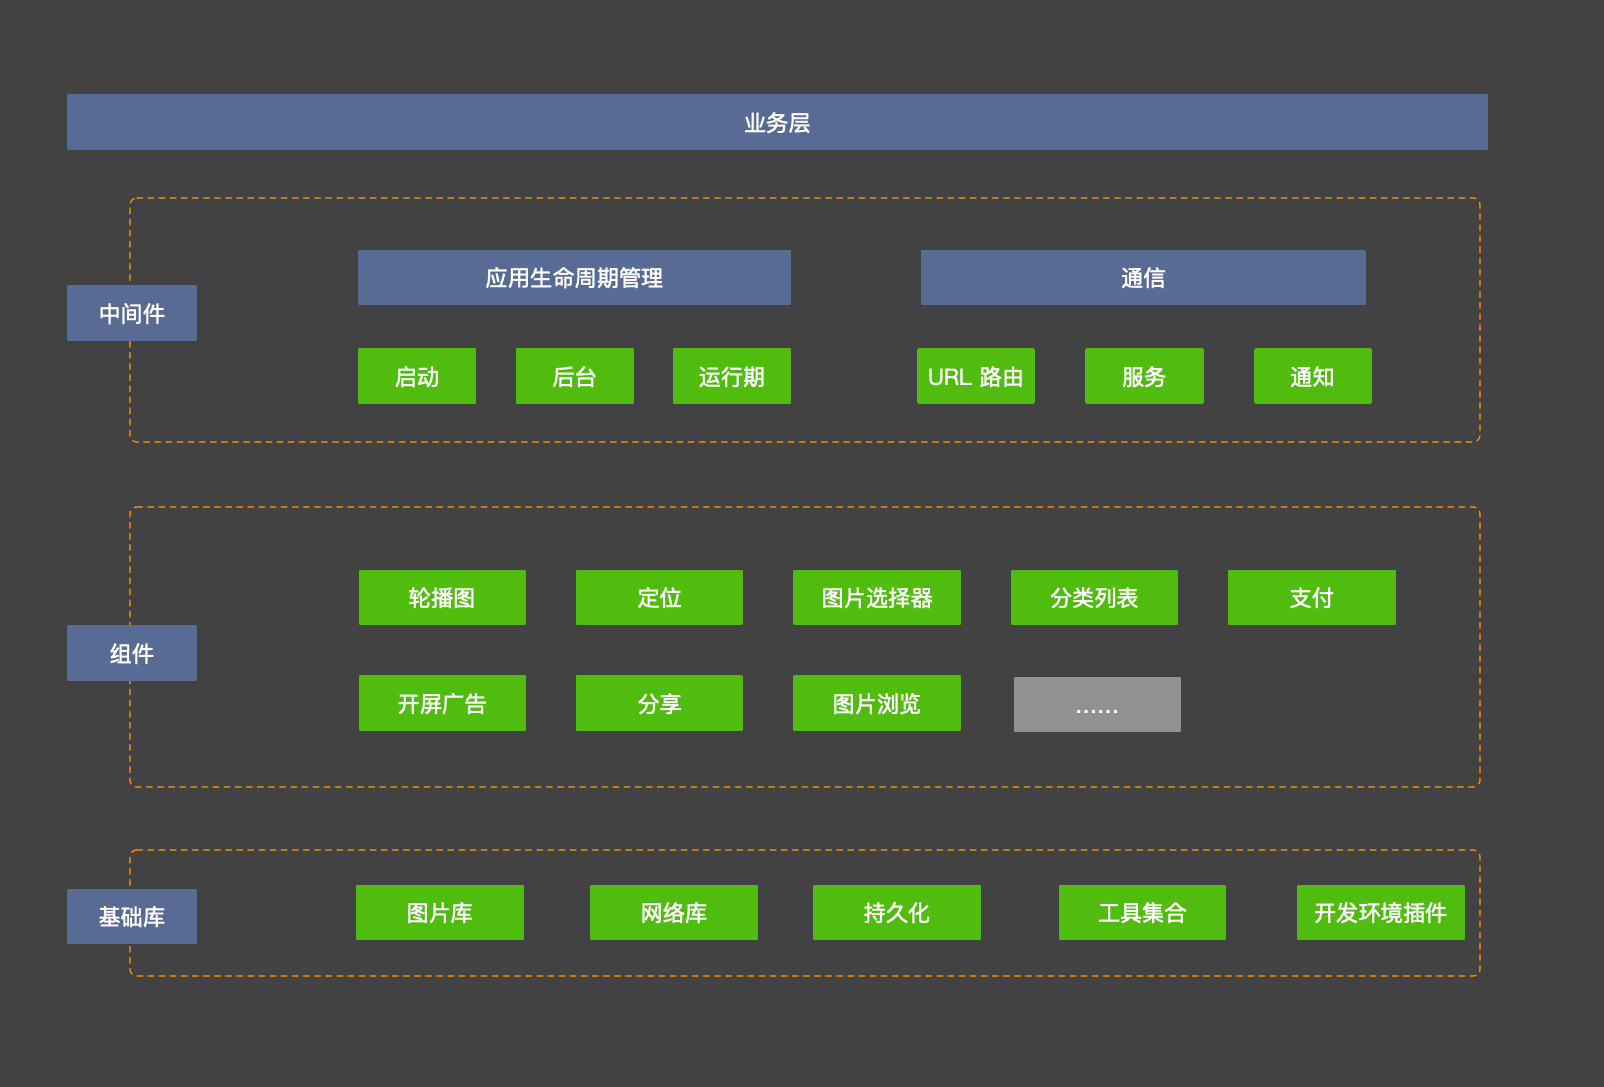 业务层
中间件
应用生命周期管理
通信
启动
后台
运行期
URL 路由
服务
通知
组件
轮播图
定位
图片选择器
分类列表
支付
开屏广告
分享
图片浏览
......
基础库
图片库
网络库
持久化
工具集合
开发环境插件